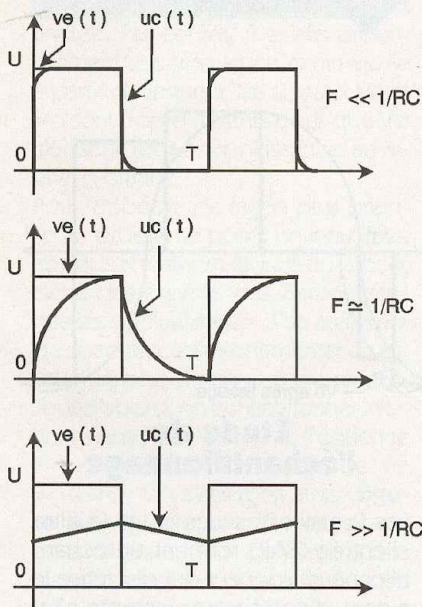 ve (t) uc (t)
U
F << 1/RC
0 T
ve (t)
uc (t)
U
F ≃ 1/RC
0 T
ve (t) uc (t)
U
F >> 1/RC
0 T